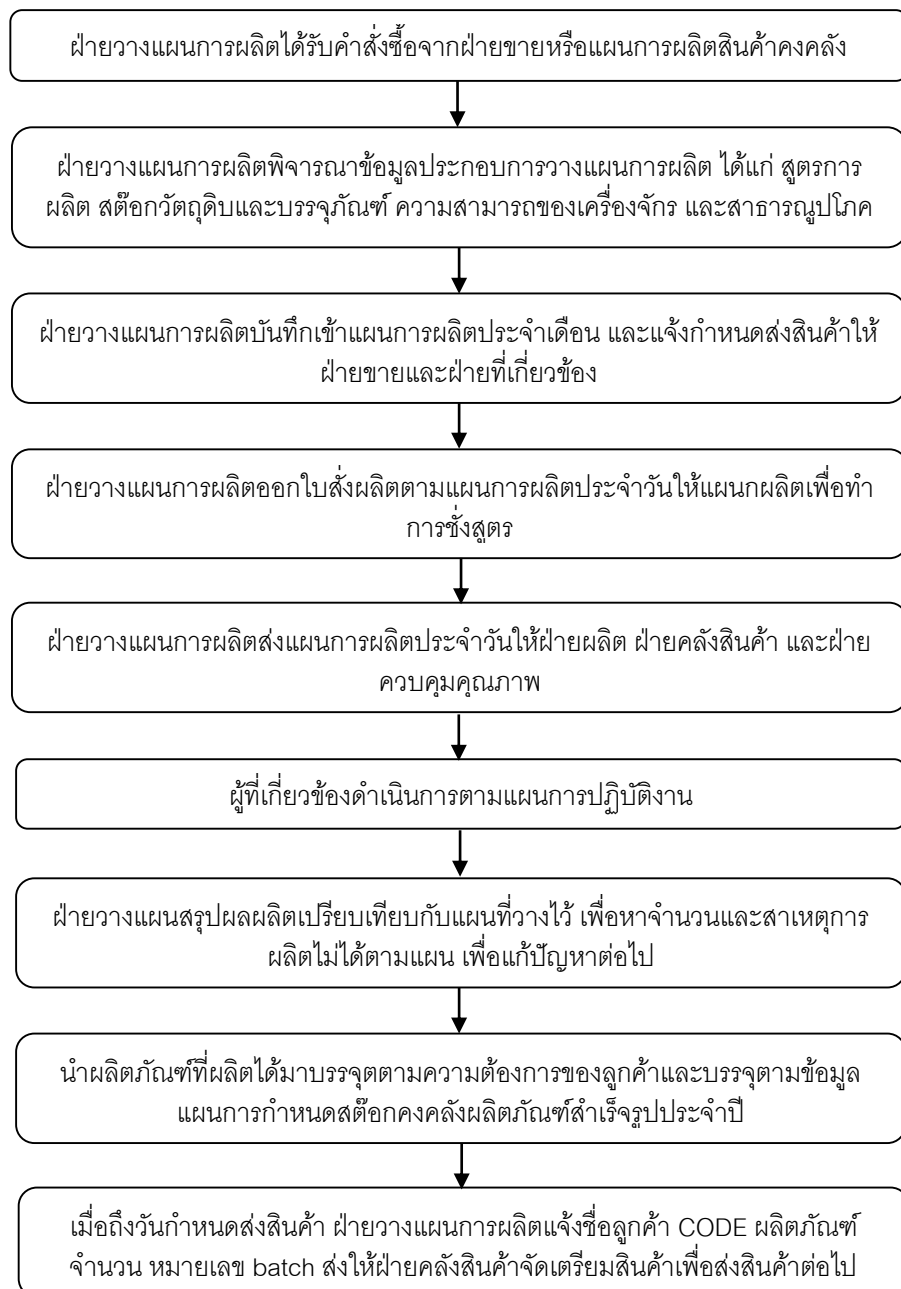 ฝ่ายวางแผนการผลิตได้รับคำสั่งซื้อจากฝ่ายขายหรือแผนการผลิตสินค้าคงคลัง
ฝ่ายวางแผนการผลิตพิจารณาข้อมูลประกอบการวางแผนการผลิต ได้แก่ สูตรการ
ผลิต สต๊อกวัตถุดิบและบรรจุภัณฑ์ ความสามารถของเครื่องจักร และสาธารณูปโภค
ฝ่ายวางแผนการผลิตบันทึกเข้าแผนการผลิตประจำเดือน และแจ้งกำหนดส่งสินค้าให้
ฝ่ายขายและฝ่ายที่เกี่ยวข้อง
ฝ่ายวางแผนการผลิตออกใบสั่งผลิตตามแผนการผลิตประจำวันให้แผนกผลิตเพื่อทำ
การชั่งสูตร
ฝ่ายวางแผนการผลิตส่งแผนการผลิตประจำวันให้ฝ่ายผลิต ฝ่ายคลังสินค้า และฝ่าย
ควบคุมคุณภาพ
ผู้ที่เกี่ยวข้องดำเนินการตามแผนการปฏิบัติงาน
ฝ่ายวางแผนสรุปผลผลิตเปรียบเทียบกับแผนที่วางไว้ เพื่อหาจำนวนและสาเหตุการ
ผลิตไม่ได้ตามแผน เพื่อแก้ปัญหาต่อไป
นำผลิตภัณฑ์ที่ผลิตได้มาบรรจุตตามความต้องการของลูกค้าและบรรจุตามข้อมูล
แผนการกำหนดสต๊อกคงคลังผลิตภัณฑ์สำเร็จรูปประจำปี
เมื่อถึงวันกำหนดส่งสินค้า ฝ่ายวางแผนการผลิตแจ้งชื่อลูกค้า CODE ผลิตภัณฑ์
จำนวน หมายเลข batch ส่งให้ฝ่ายคลังสินค้าจัดเตรียมสินค้าเพื่อส่งสินค้าต่อไป